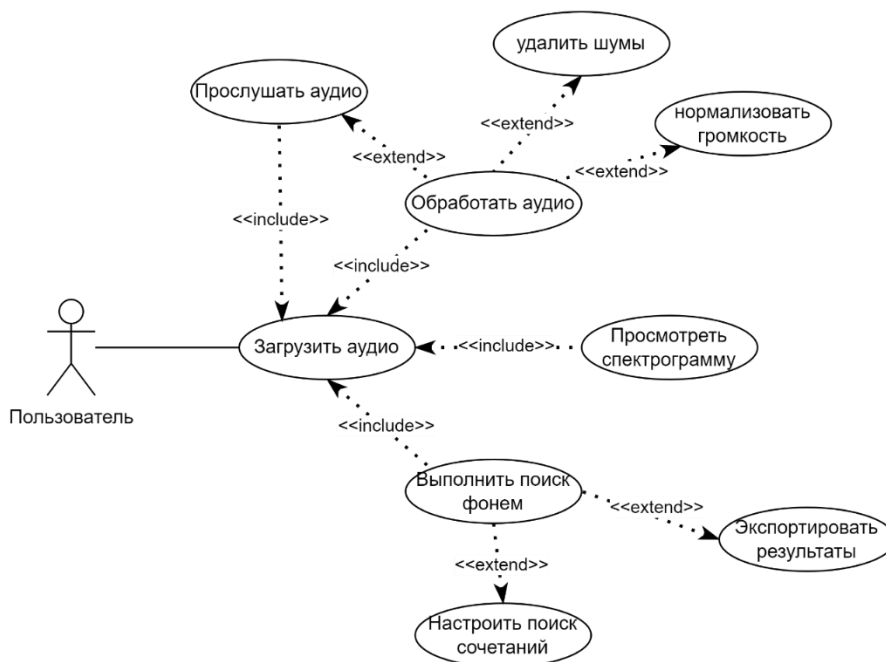 удалить шумы
Прослушать аудио
нормализовать
громкость
<<extend>>
<<extend>>
<<extend>>
Обработать аудио
<<include>>
<<include>>
Загрузить аудио
<<include>>
Просмотреть
спектрограмму
Пользователь
<<include>>
Выполнить поиск
фонем
<<extend>>
Экспортировать
результаты
<<extend>>
Настроить поиск
сочетаний